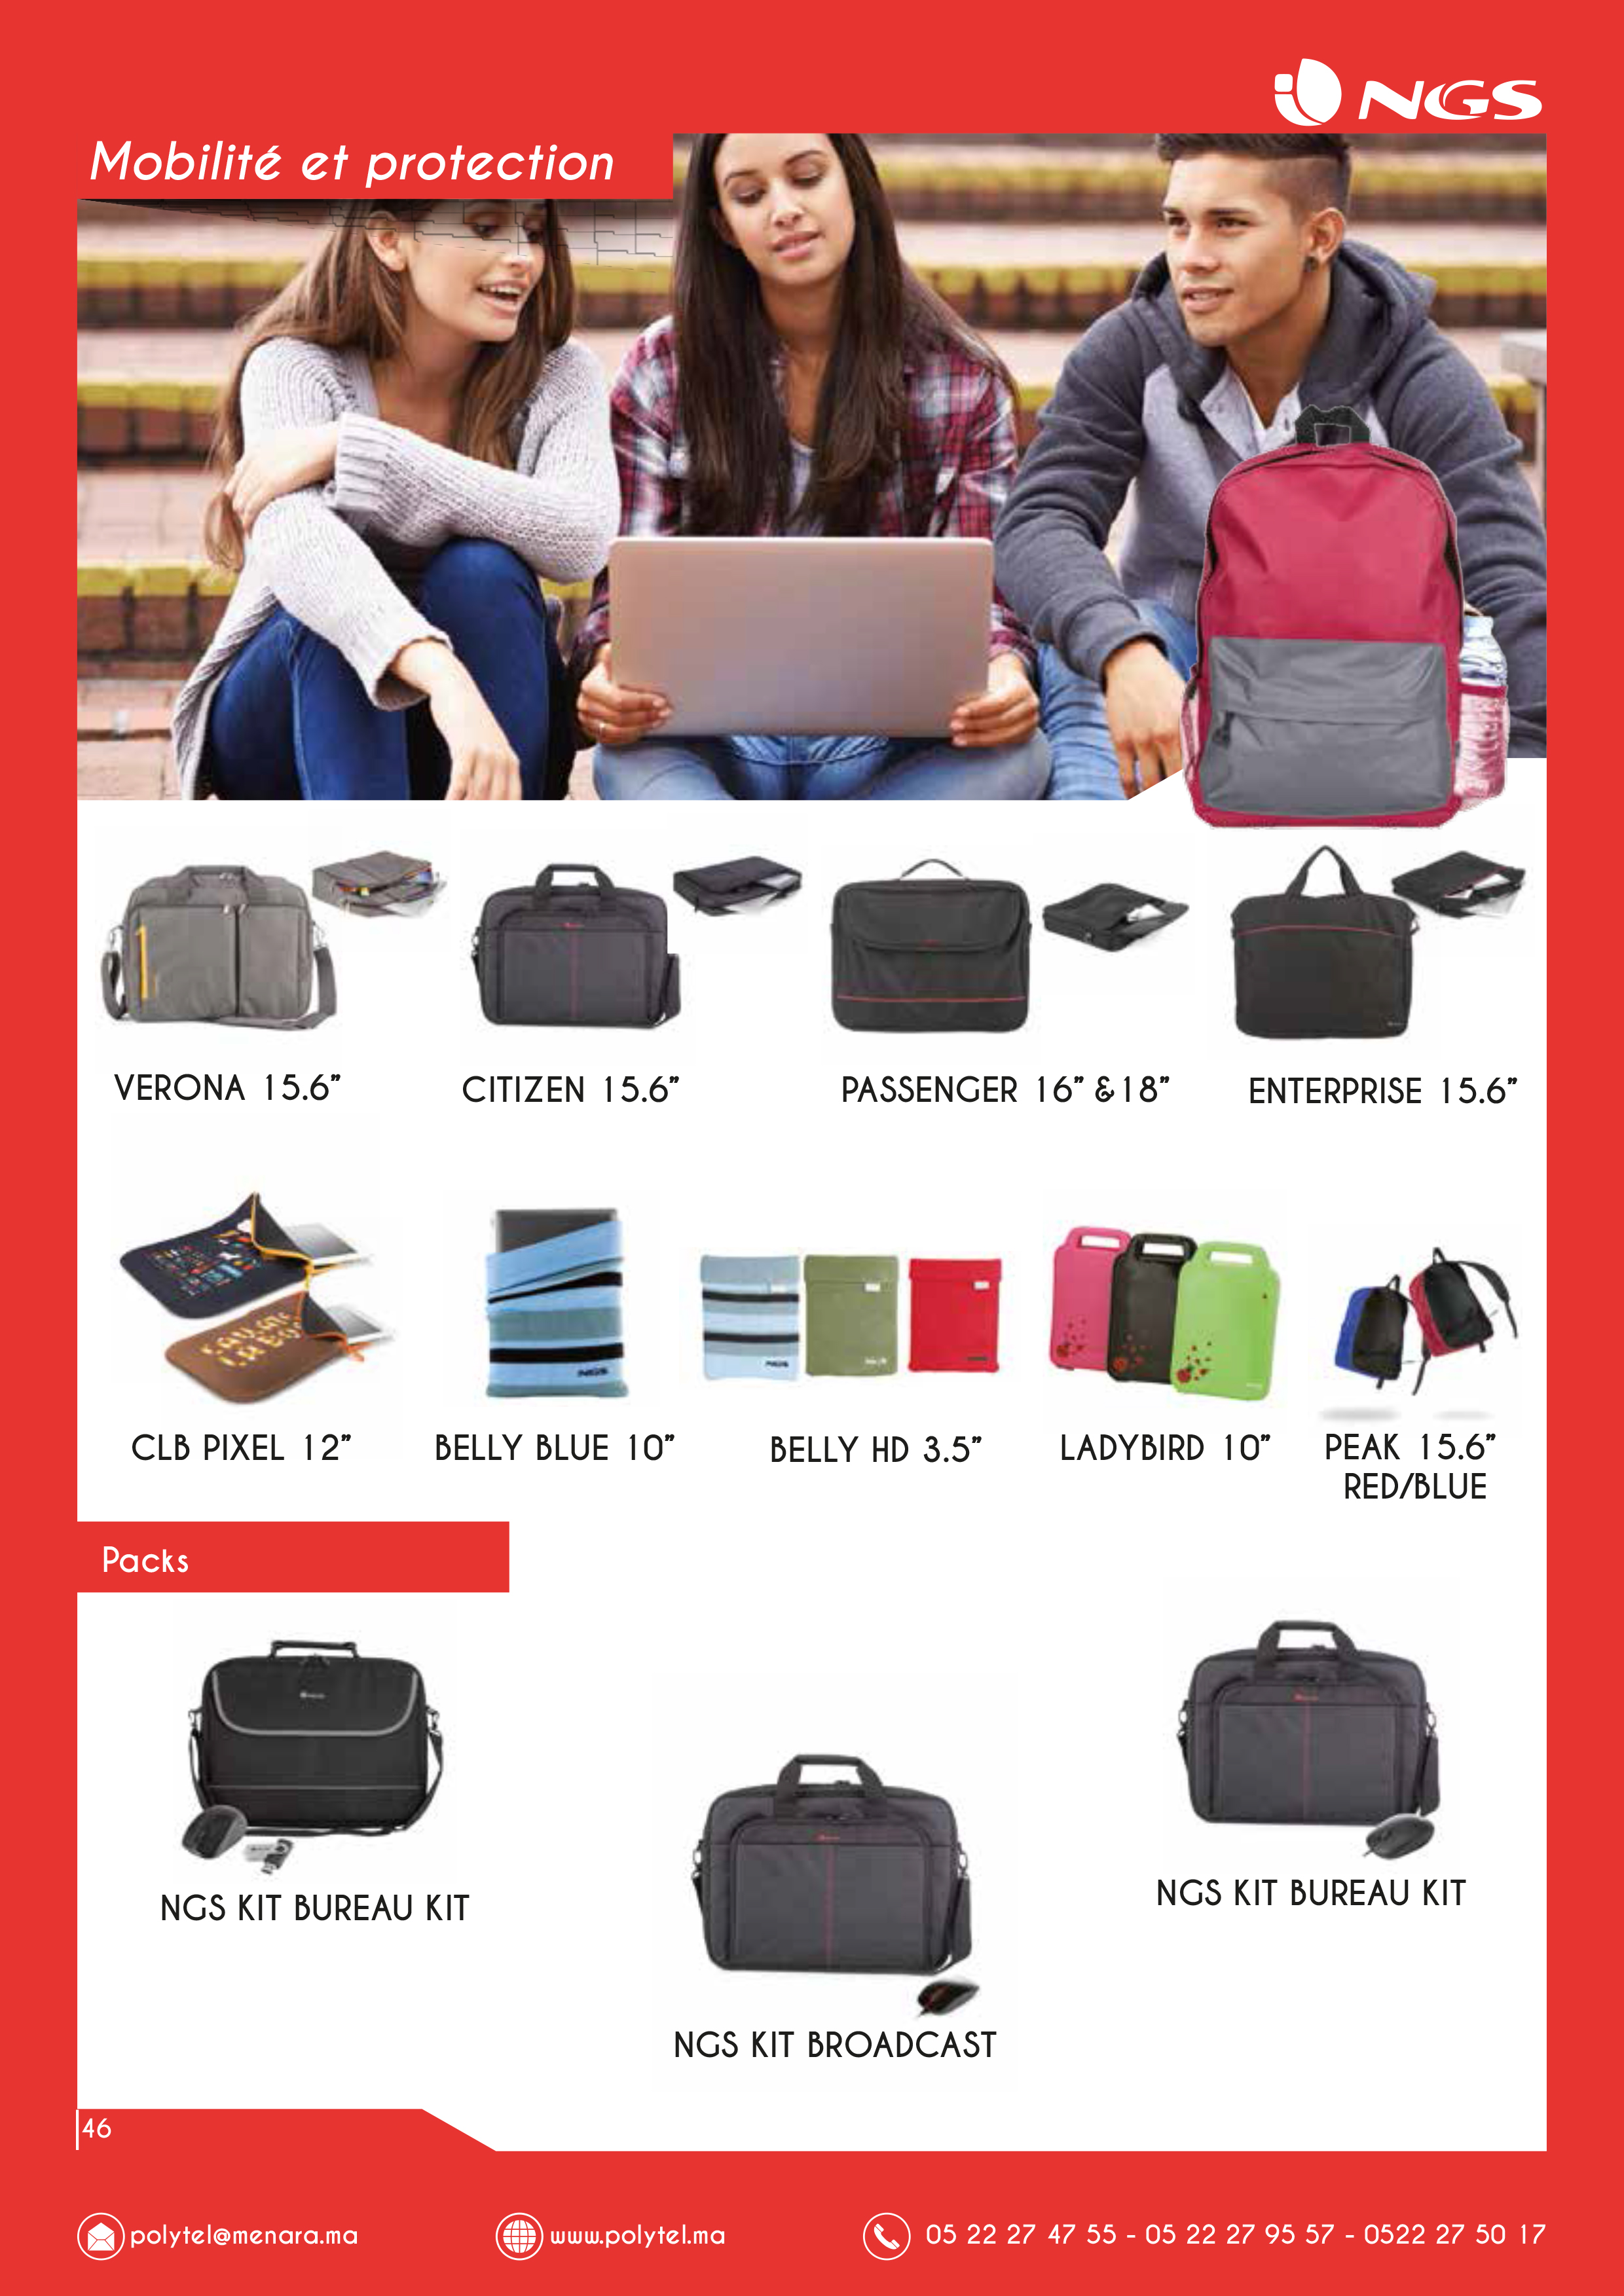 NGS
Mobilité et protection
VERONA 15.6”
CITIZEN 15.6”
PASSENGER 16” & 18”
ENTERPRISE 15.6”
NGS
NGS
CLB PIXEL 12”
BELLY BLUE 10”
BELLY HD 3.5”
LADYBIRD 10”
PEAK 15.6”
RED/BLUE
Packs
NGS KIT BUREAU KIT
NGS KIT BROADCAST
NGS KIT BUREAU KIT
46
polytel@menara.ma
www.polytel.ma
05 22 27 47 55 - 05 22 27 95 57 - 0522 27 50 17